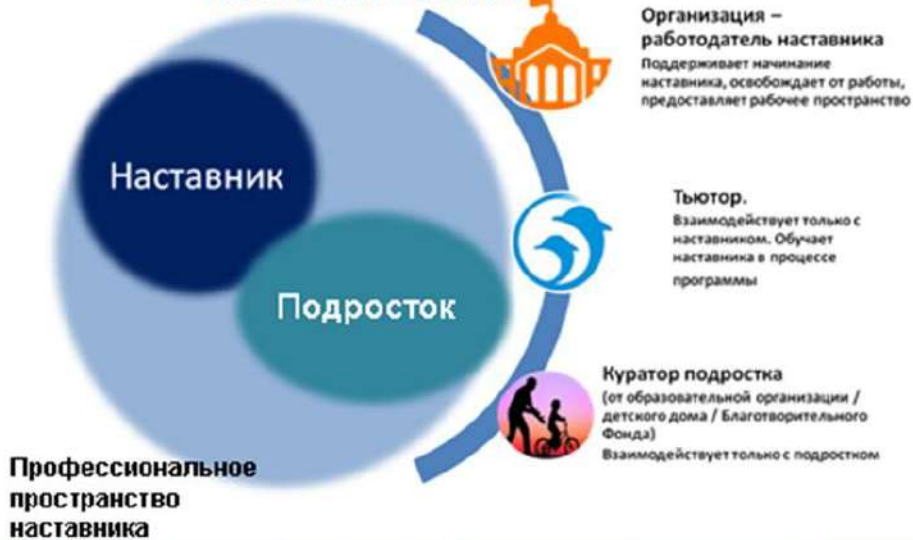 Организация –
работодатель наставника
Поддерживает начинание
наставника, освобождает от работы,
предоставляет рабочее пространство
Наставник
Тьютор.
Взаимодействует только с
наставником. Обучает
наставника в процессе
программы
Подросток
Куратор подростка
(от образовательной организации /
детского дома / Благотворительного
Фонда)
Взаимодействует только с подростком
Профессиональное
пространство
наставника